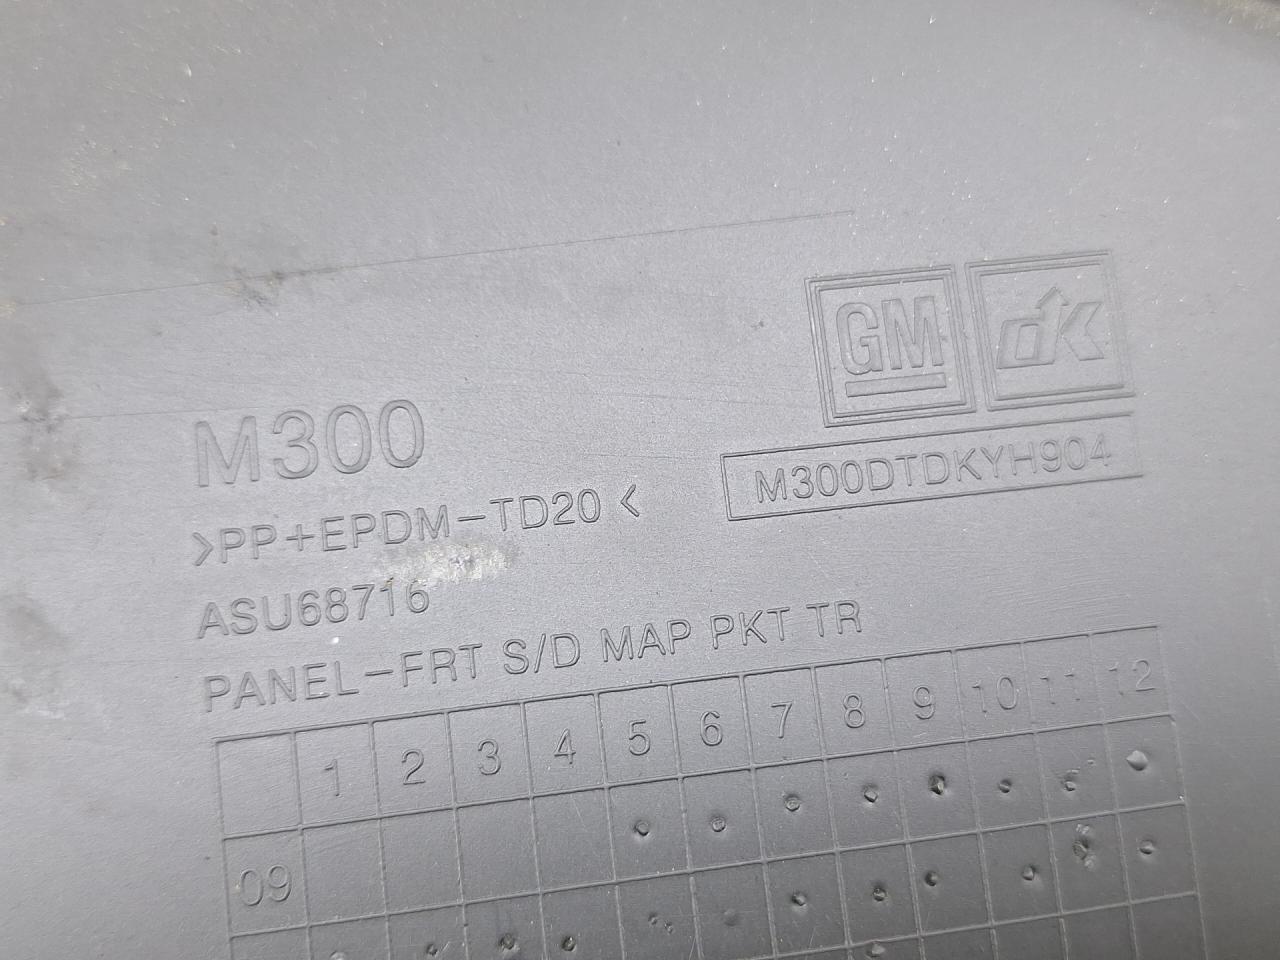 GM DK
M300
M300DTDKYH904
>PP+EPDM-TD20<
ASU68716
PANEL-FRT S/D MAP PKT TR
1 2 3 4 5 6 7 8 9 10 11 12
09